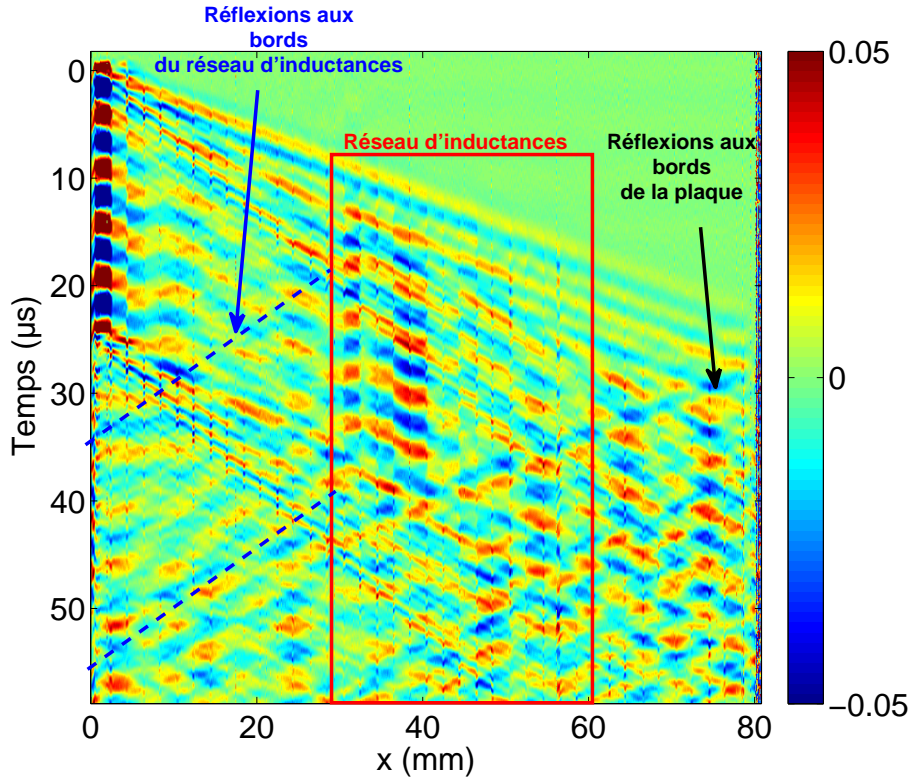 Réflexions aux
bords
du réseau d'inductances
Réseau d'inductances
Réflexions aux
bords
de la plaque
Temps (µs)
0
10
20
30
40
50
0
20
40
60
80
x (mm)
0.05
0
−0.05